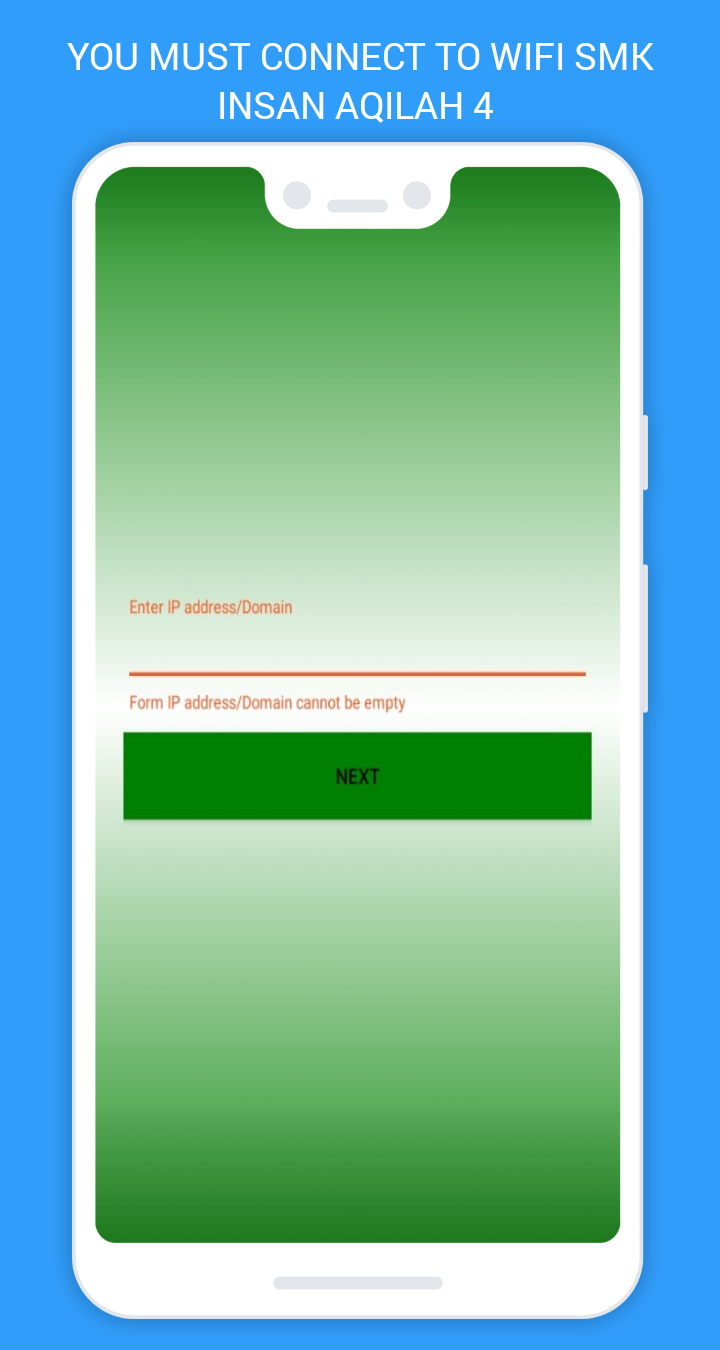 YOU MUST CONNECT TO WIFI SMK
INSAN AQILAH 4
Enter IP address/Domain
Form IP address/Domain cannot be empty
NEXT